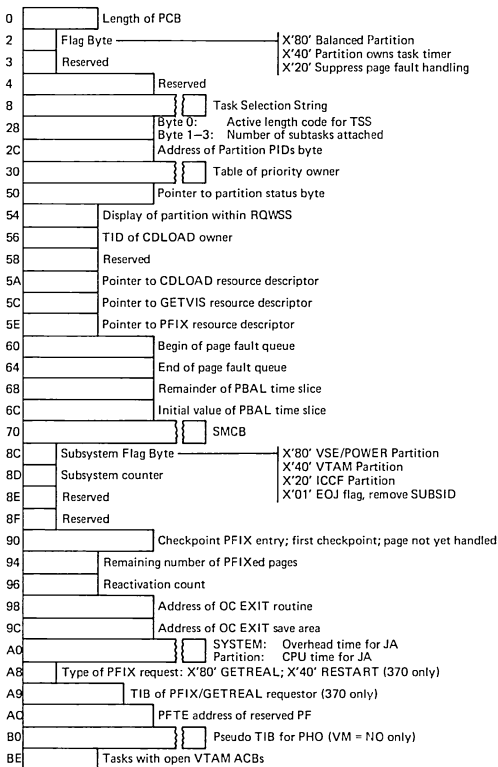 0 Length of PCB
2 Flag Byte X'80' Balanced Partition
X'40' Partition owns task timer
3 Reserved X'20' Suppress page fault handling
4 Reserved
8 Task Selection String
28 Byte 0: Active length code for TSS
Byte 1–3: Number of subtasks attached
2C Address of Partition PIDs byte
30 Table of priority owner
50 Pointer to partition status byte
54 Display of partition within RQWSS
56 TID of CDLOAD owner
58 Reserved
5A Pointer to CDLOAD resource descriptor
5C Pointer to GETVIS resource descriptor
5E Pointer to PFIX resource descriptor
60 Begin of page fault queue
64 End of page fault queue
68 Remainder of PBAL time slice
6C Initial value of PBAL time slice
70 SMCB
8C Subsystem Flag Byte X'80' VSE/POWER Partition
X'40' VTAM Partition
8D Subsystem counter X'20' ICCF Partition
8E Reserved X'01' EOJ flag, remove SUBSID
8F Reserved
90 Checkpoint PFIX entry; first checkpoint; page not yet handled
94 Remaining number of PFIXed pages
96 Reactivation count
98 Address of OC EXIT routine
9C Address of OC EXIT save area
A0 SYSTEM: Overhead time for JA
Partition: CPU time for JA
A8 Type of PFIX request: X'80' GETREAL; X'40' RESTART (370 only)
A9 TIB of PFIX/GETREAL requestor (370 only)
AC PFTE address of reserved PF
B0 Pseudo TIB for PHO (VM = NO only)
BE Tasks with open VTAM ACBs